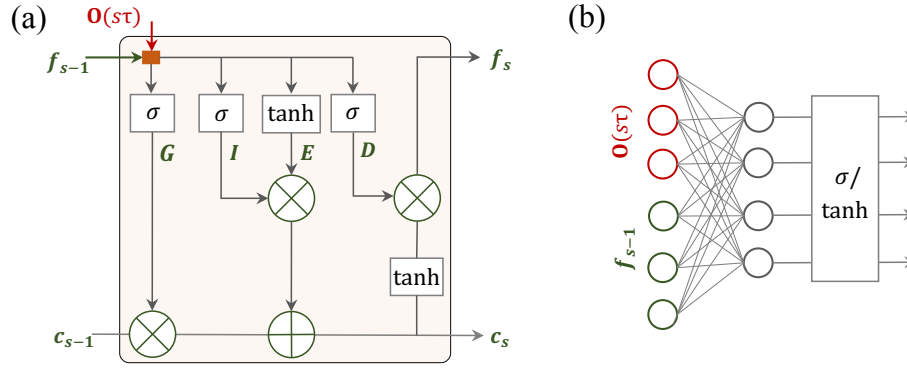 (a)
O(sτ)
f_{s-1}
f_s
σ σ tanh σ
G I E D
tanh
c_{s-1}
c_s
(b)
O(sτ)
f_{s-1}
σ/
tanh